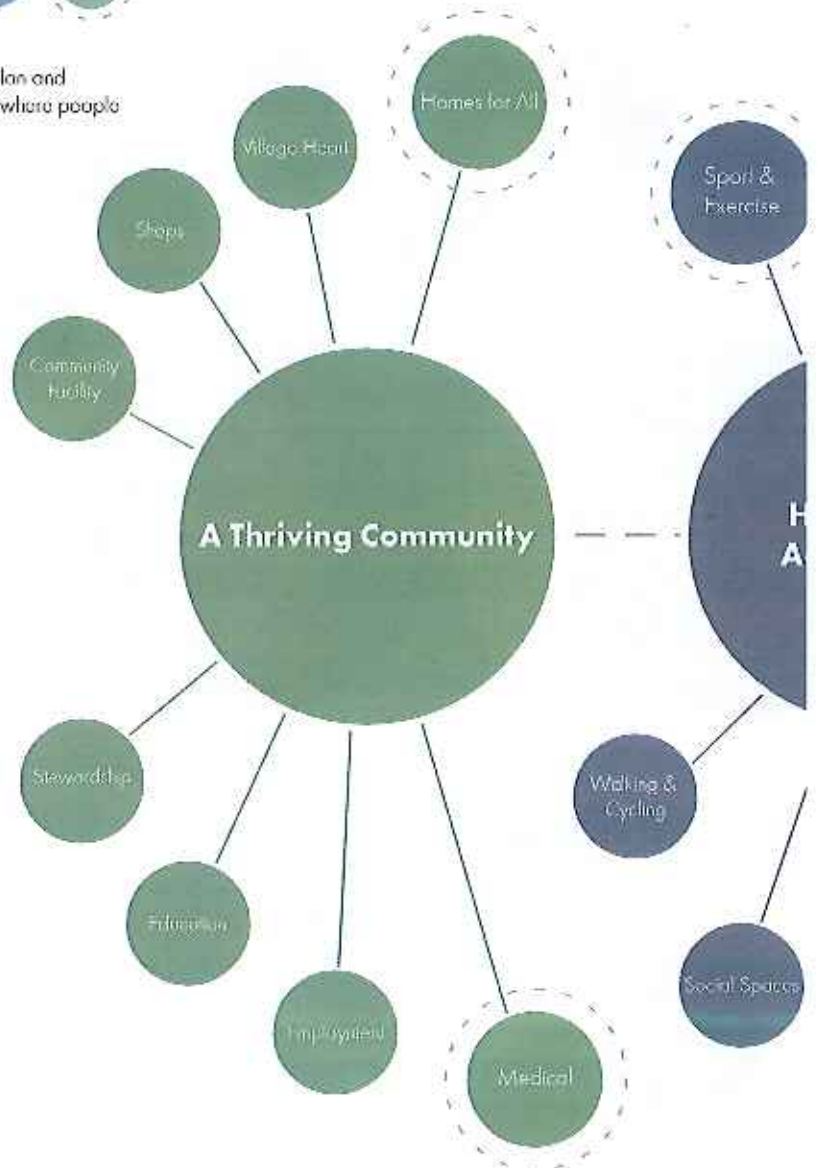 lan and
where people
Homes for All
Village Heart
Sport &
Exercise
Shops
Community
Facility
A Thriving Community
H
A
Stewardship
Walking &
Cycling
Education
Social Spaces
Employment
Medical